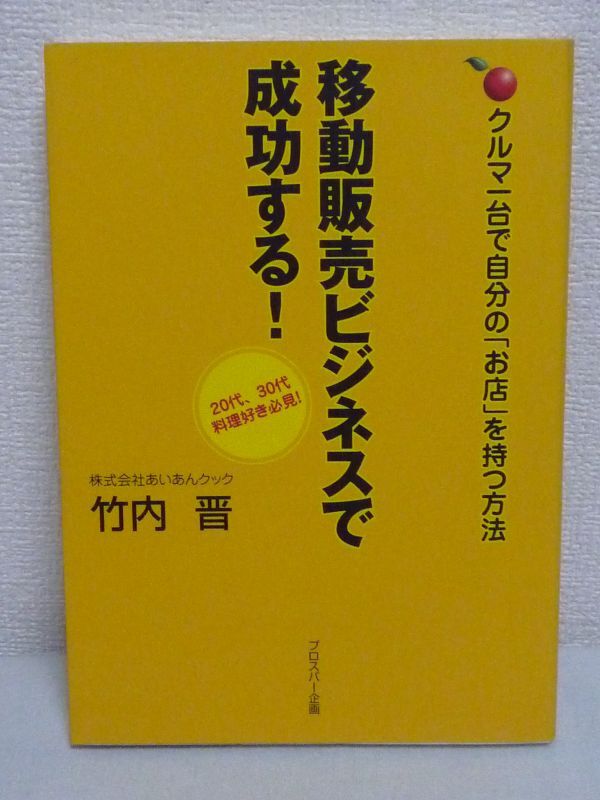 クルマ一台で自分の「お店」を持つ方法
移動販売ビジネスで
成功する!
20代、30代
料理好き必見!
株式会社あいあんクック
竹内 晋
プロスパー企画